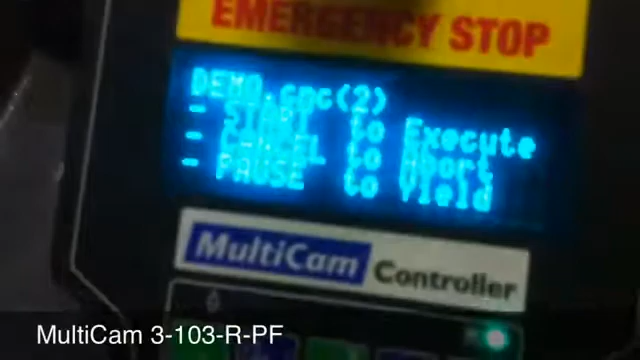 EMERGENCY STOP
DEMO.cnc(2)
- START to Execute
- CANCEL to Abort
- PAUSE to Yield
MultiCam Controller
MultiCam 3-103-R-PF